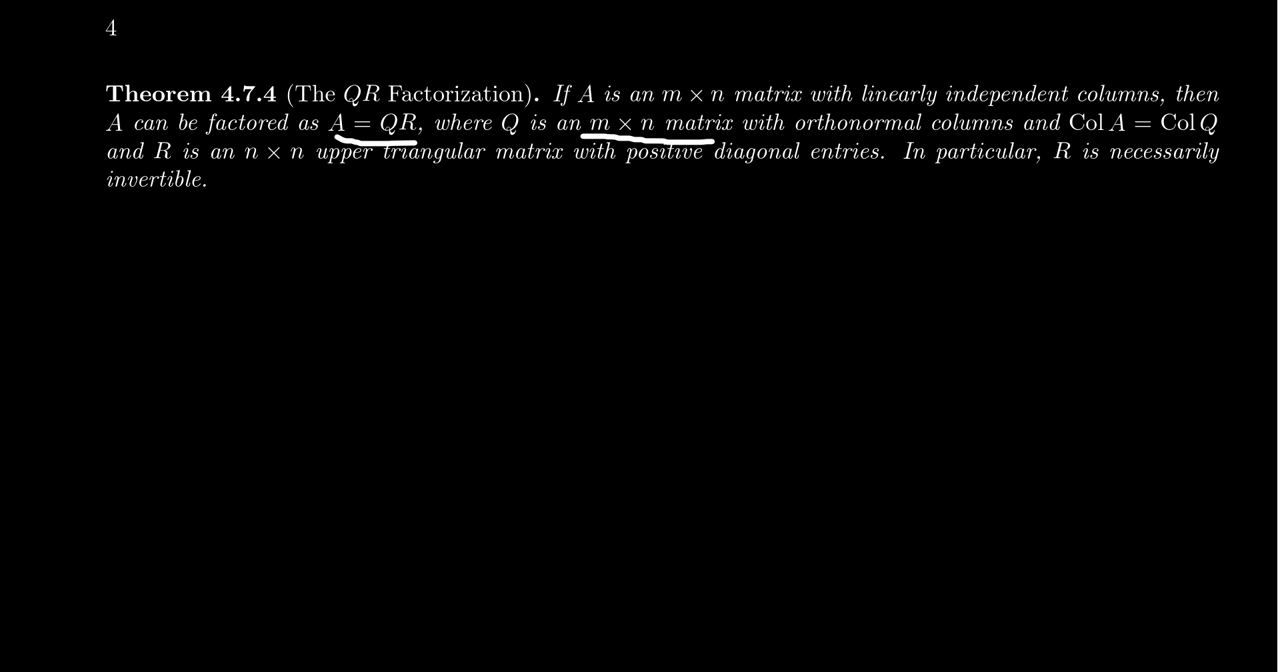 4
Theorem 4.7.4 (The QR Factorization). If A is an m × n matrix with linearly independent columns, then
A can be factored as A = QR, where Q is an m × n matrix with orthonormal columns and Col A = Col Q
and R is an n × n upper triangular matrix with positive diagonal entries. In particular, R is necessarily
invertible.